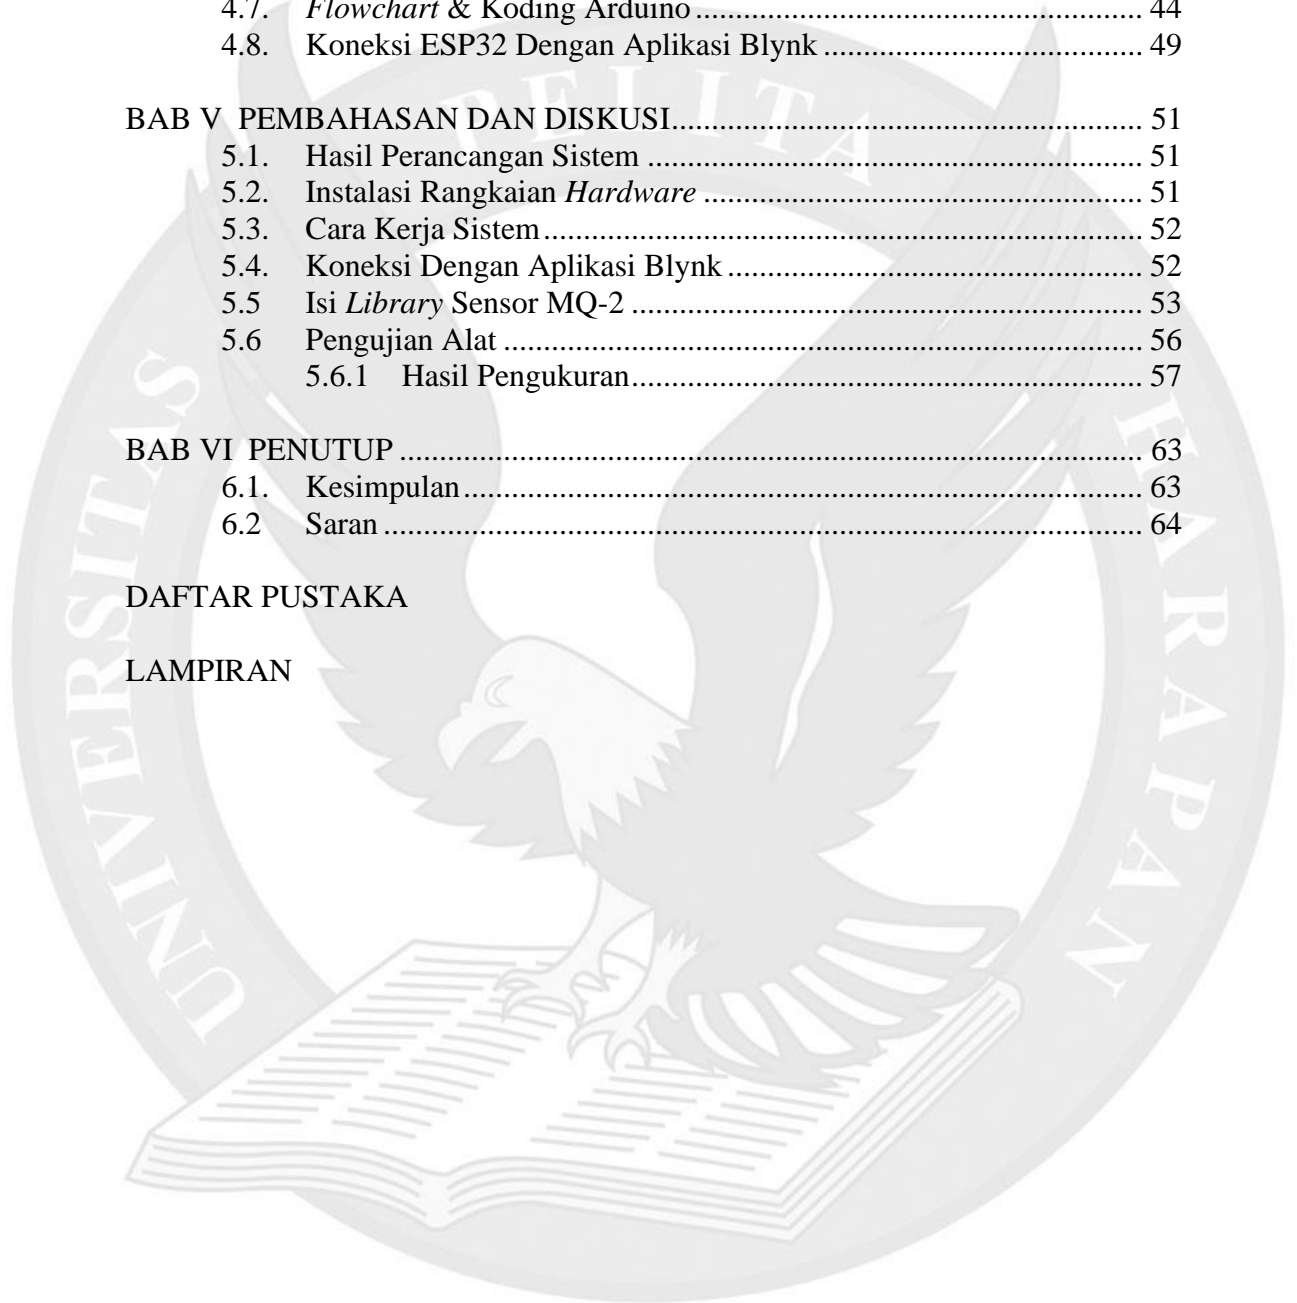 4.7. Flowchart & Koding Arduino ........ 44
4.8. Koneksi ESP32 Dengan Aplikasi Blynk ........ 49
BAB V PEMBAHASAN DAN DISKUSI ........ 51
5.1. Hasil Perancangan Sistem ........ 51
5.2. Instalasi Rangkaian Hardware ........ 51
5.3. Cara Kerja Sistem ........ 52
5.4. Koneksi Dengan Aplikasi Blynk ........ 52
5.5 Isi Library Sensor MQ-2 ........ 53
5.6 Pengujian Alat ........ 56
5.6.1 Hasil Pengukuran ........ 57
BAB VI PENUTUP ........ 63
6.1. Kesimpulan ........ 63
6.2 Saran ........ 64
DAFTAR PUSTAKA
LAMPIRAN
UNIVERSITAS PELITA HARAPAN